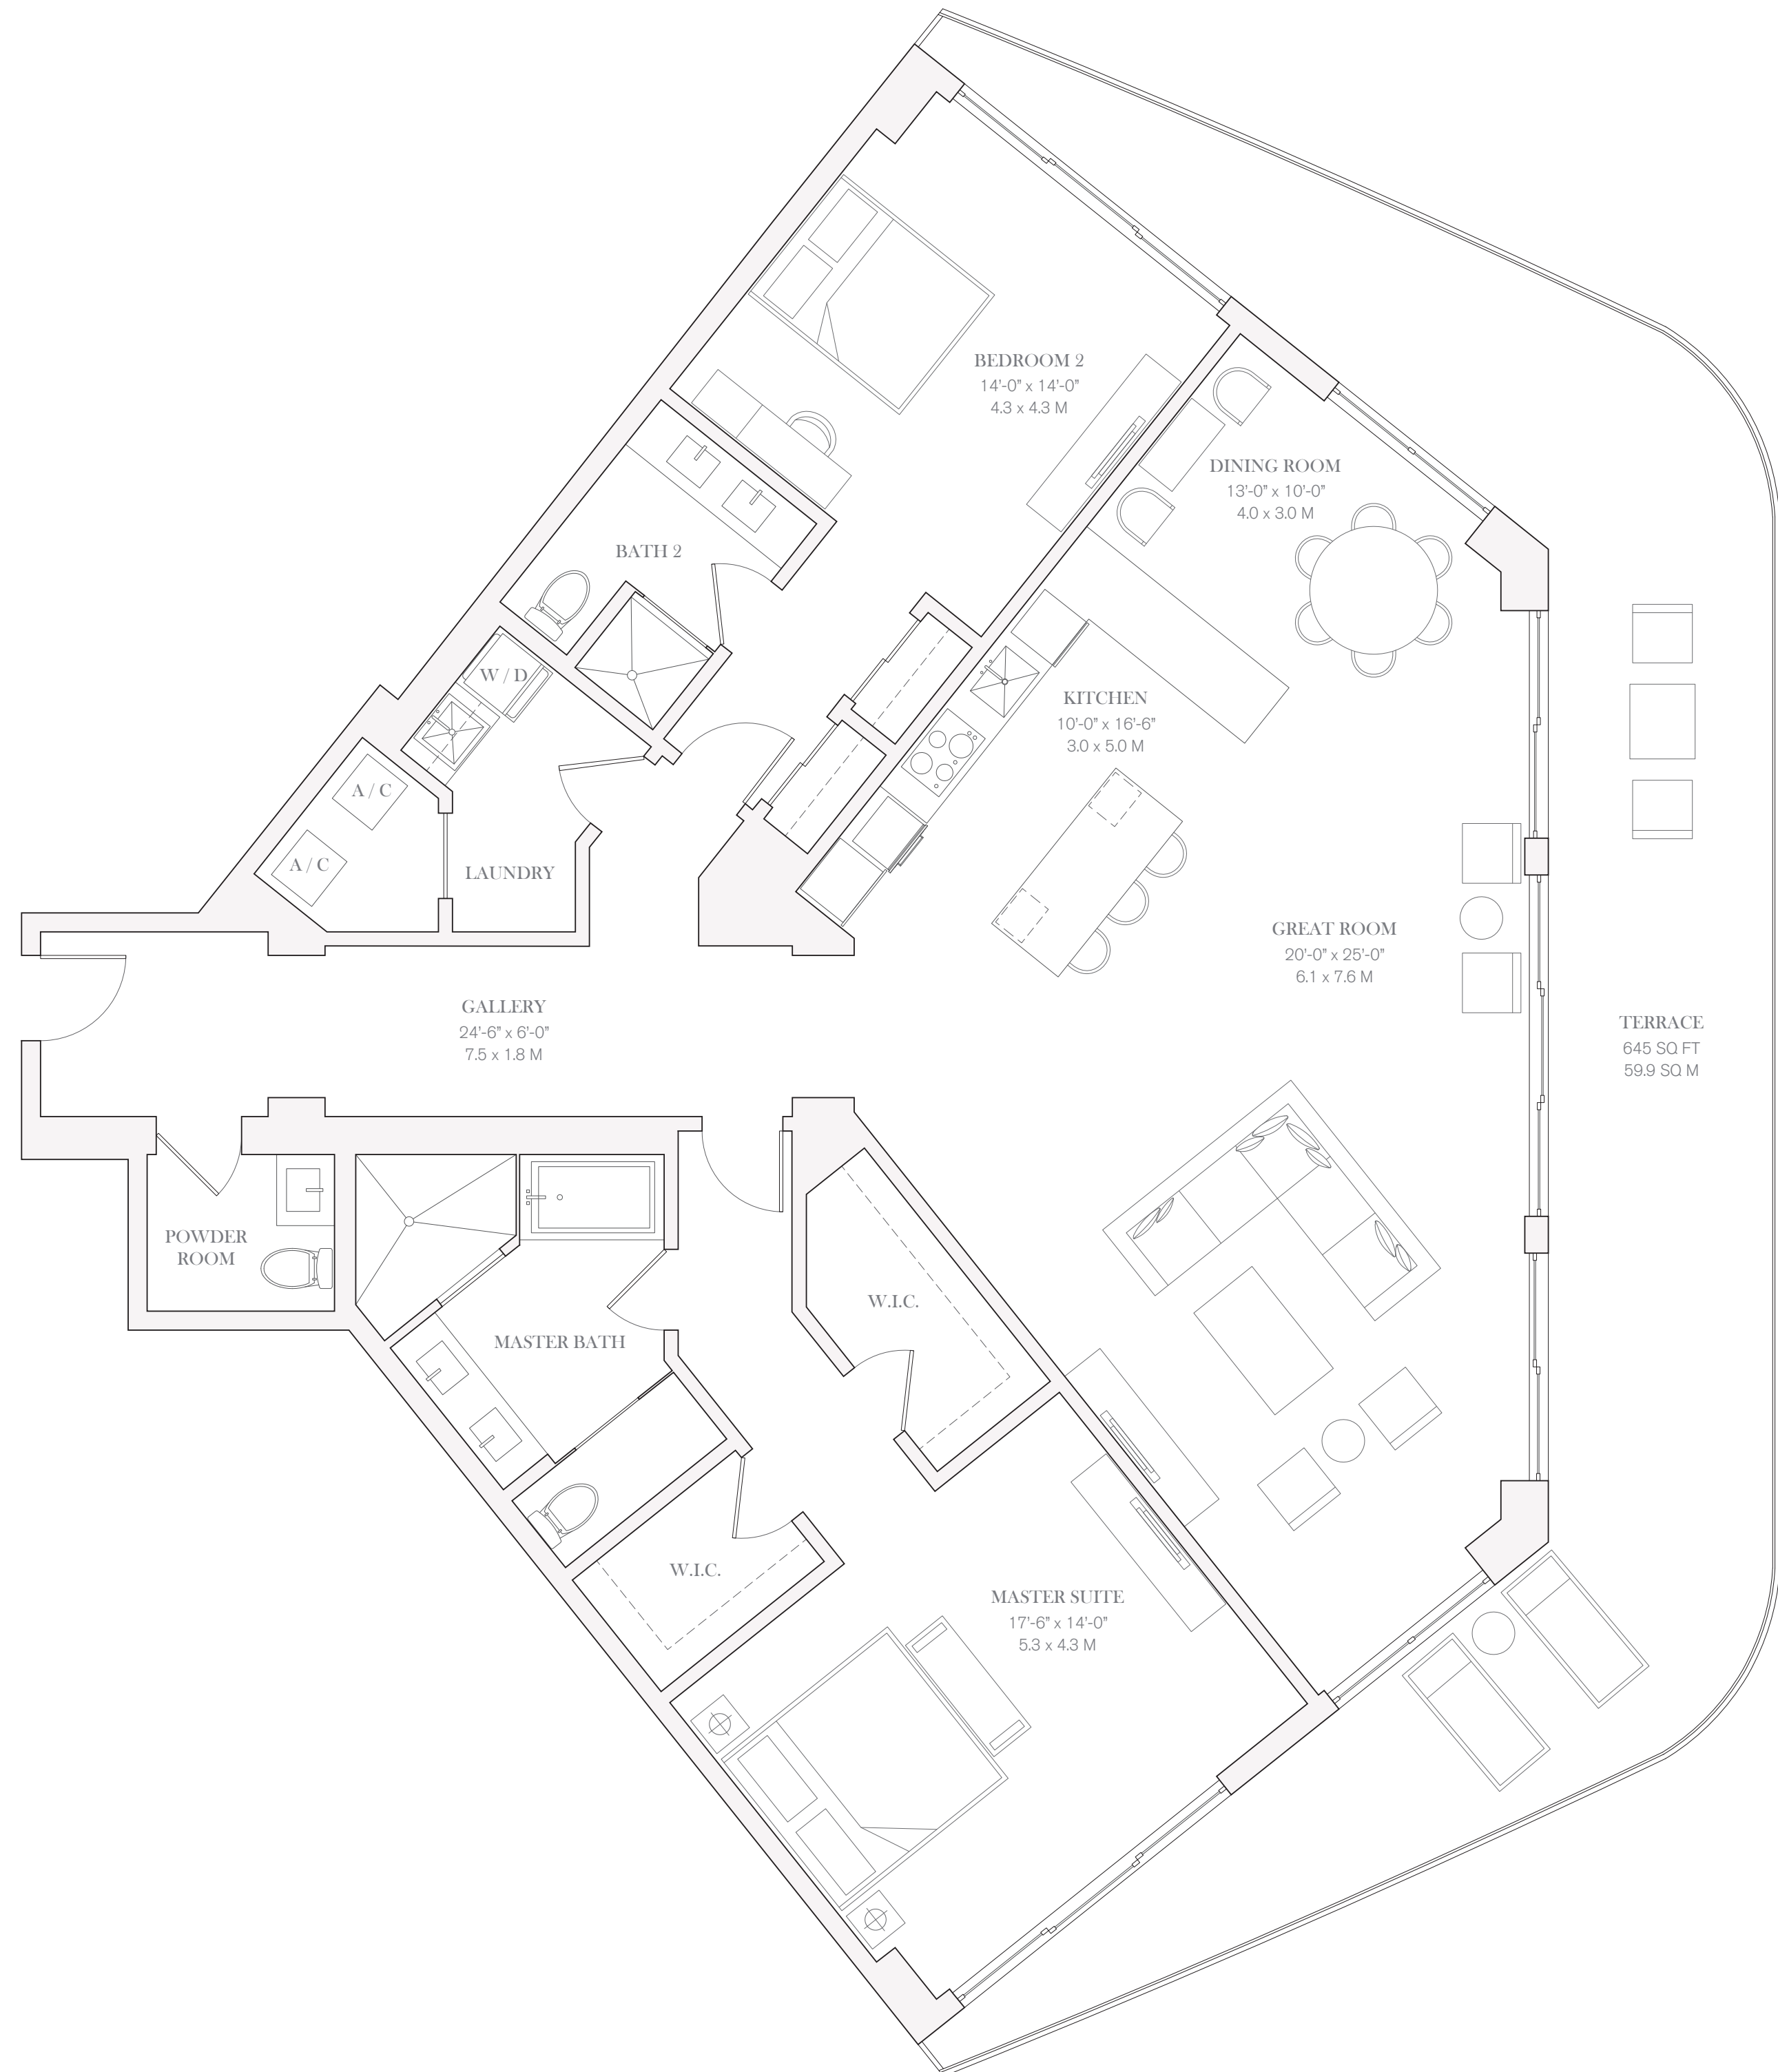 BEDROOM 2
14'-0" x 14'-0"
4.3 x 4.3 M
DINING ROOM
13'-0" x 10'-0"
4.0 x 3.0 M
BATH 2
W / D
KITCHEN
10'-0" x 16'-6"
3.0 x 5.0 M
A / C
A / C
LAUNDRY
GREAT ROOM
20'-0" x 25'-0"
6.1 x 7.6 M
GALLERY
24'-6" x 6'-0"
7.5 x 1.8 M
TERRACE
645 SQ FT
59.9 SQ M
POWDER
ROOM
W.I.C.
MASTER BATH
W.I.C.
MASTER SUITE
17'-6" x 14'-0"
5.3 x 4.3 M